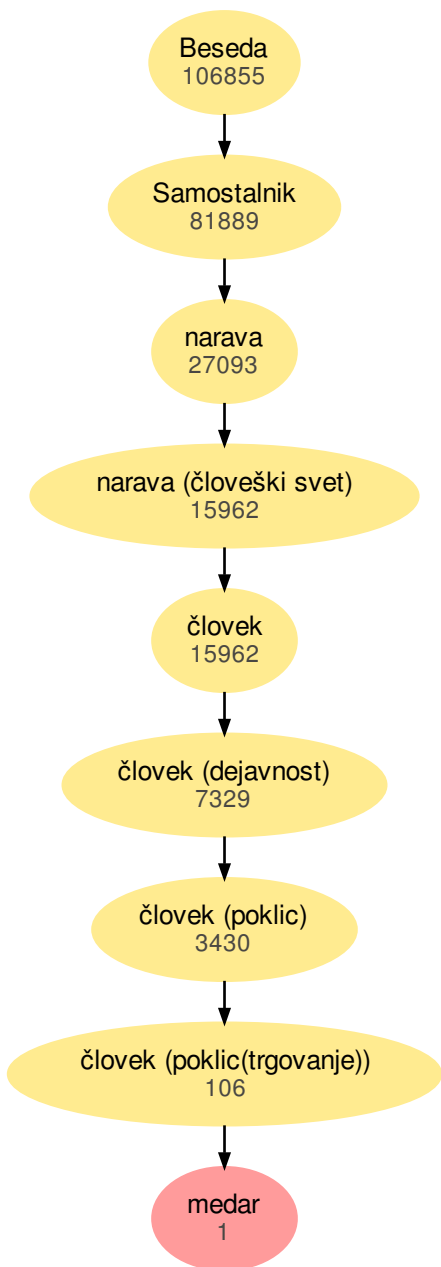 Beseda
106855
Samostalnik
81889
narava
27093
narava (človeški svet)
15962
človek
15962
človek (dejavnost)
7329
človek (poklic)
3430
človek (poklic(trgovanje))
106
medar
1